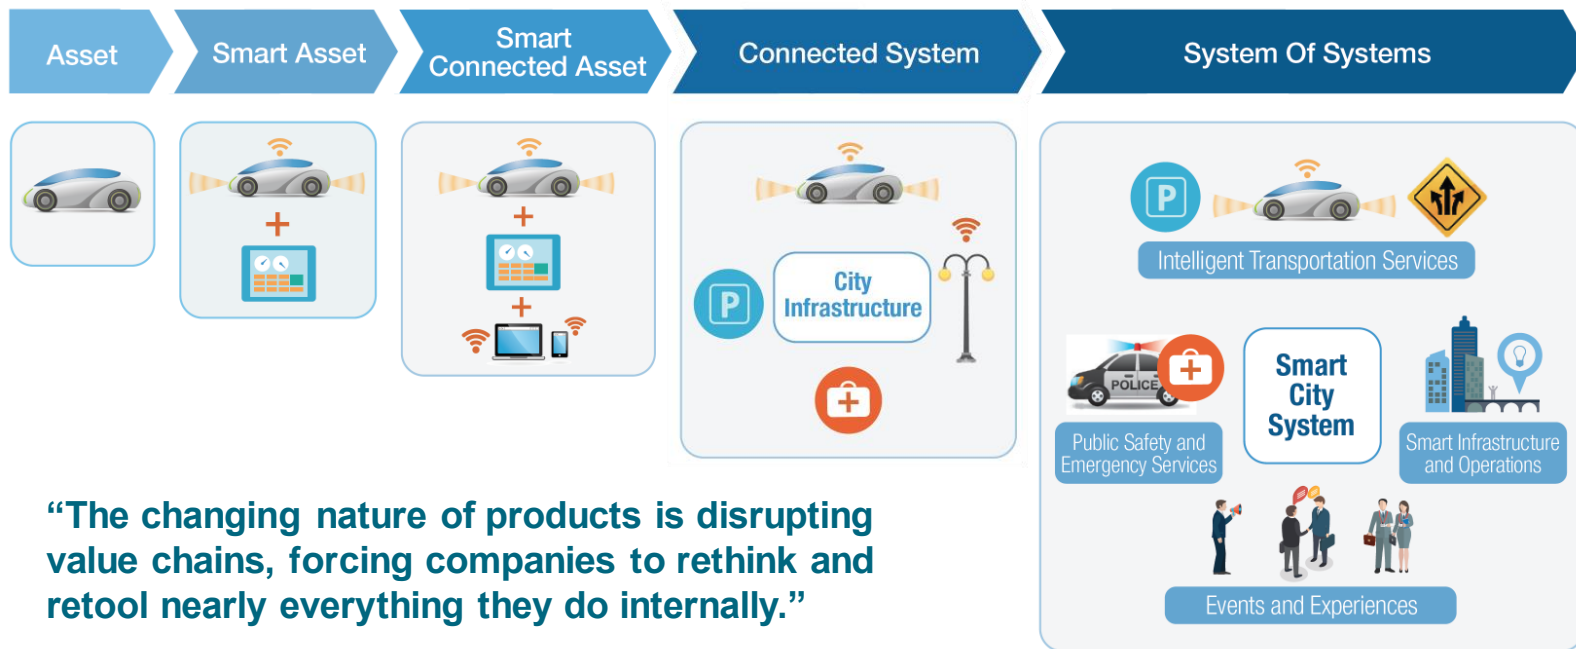 Asset
Smart Asset
Smart
Connected Asset
Connected System
System Of Systems
P
City
Infrastructure
P
Intelligent Transportation Services
POLICE
Public Safety and
Emergency Services
Smart
City
System
Smart Infrastructure
and Operations
Events and Experiences
“The changing nature of products is disrupting
value chains, forcing companies to rethink and
retool nearly everything they do internally.”